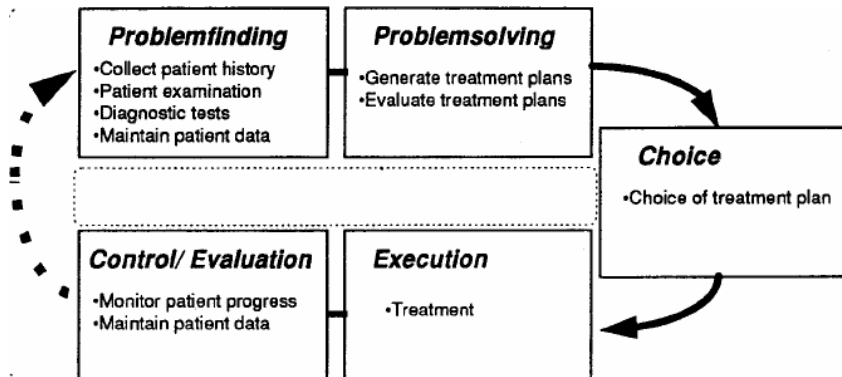 Problemfinding
•Collect patient history
•Patient examination
•Diagnostic tests
•Maintain patient data
Problemsolving
•Generate treatment plans
•Evaluate treatment plans
Choice
•Choice of treatment plan
Control/ Evaluation
•Monitor patient progress
•Maintain patient data
Execution
•Treatment